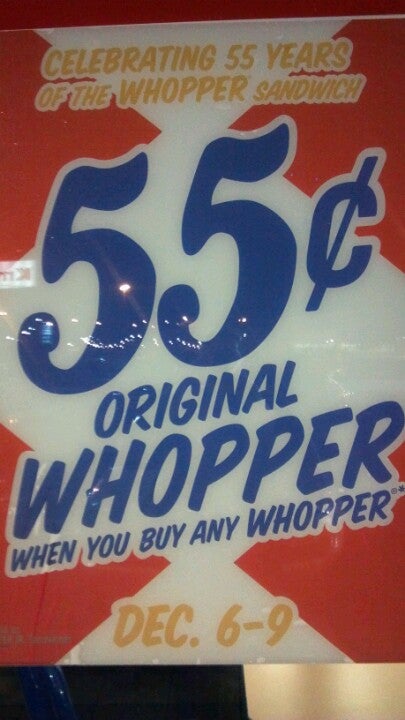 CELEBRATING 55 YEARS
OF THE WHOPPER SANDWICH
55¢
ORIGINAL
WHOPPER
WHEN YOU BUY ANY WHOPPER®*
DEC. 6-9